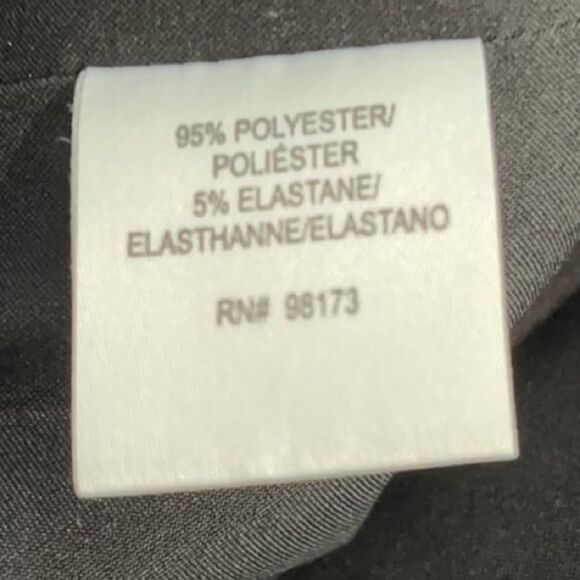 95% POLYESTER/
POLIÉSTER
5% ELASTANE/
ELASTHANNE/ELASTANO
RN# 98173